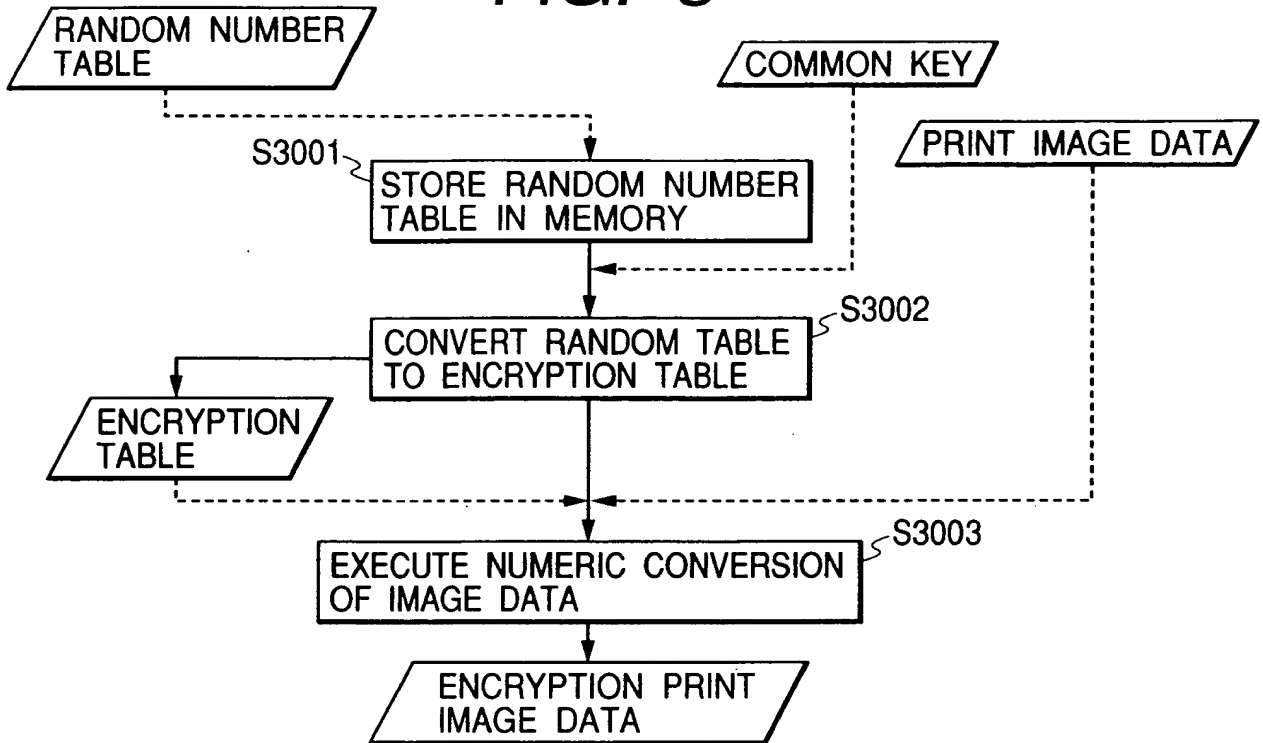 RANDOM NUMBER
TABLE
COMMON KEY
PRINT IMAGE DATA
S3001
STORE RANDOM NUMBER
TABLE IN MEMORY
S3002
CONVERT RANDOM TABLE
TO ENCRYPTION TABLE
ENCRYPTION
TABLE
S3003
EXECUTE NUMERIC CONVERSION
OF IMAGE DATA
ENCRYPTION PRINT
IMAGE DATA